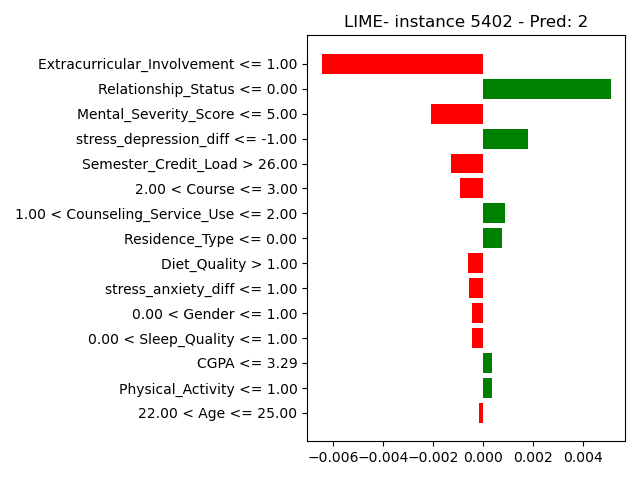 LIME- instance 5402 - Pred: 2
Extracurricular_Involvement <= 1.00
Relationship_Status <= 0.00
Mental_Severity_Score <= 5.00
stress_depression_diff <= -1.00
Semester_Credit_Load > 26.00
2.00 < Course <= 3.00
1.00 < Counseling_Service_Use <= 2.00
Residence_Type <= 0.00
Diet_Quality > 1.00
stress_anxiety_diff <= 1.00
0.00 < Gender <= 1.00
0.00 < Sleep_Quality <= 1.00
CGPA <= 3.29
Physical_Activity <= 1.00
22.00 < Age <= 25.00
−0.006 −0.004 −0.002 0.000 0.002 0.004